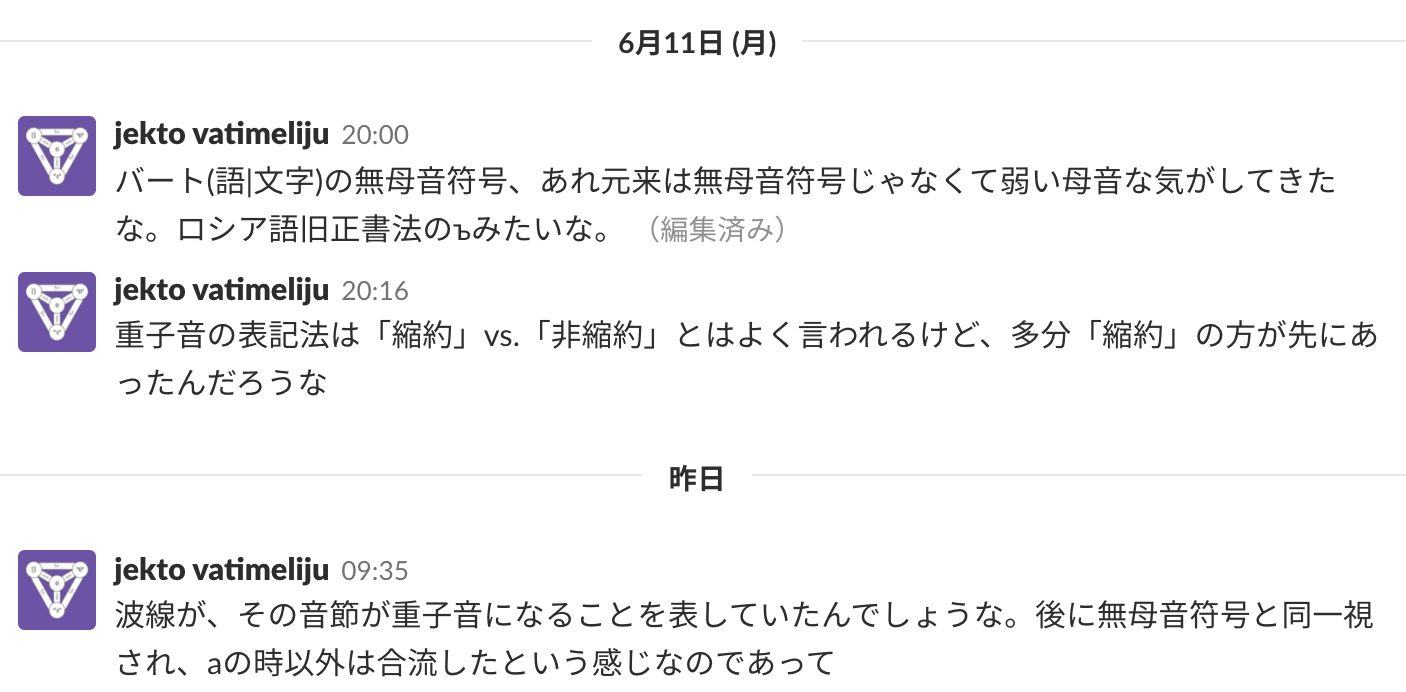 6月11日 (月)
jekto vatimeliju 20:00
バート(語|文字)の無母音符号、あれ元来は無母音符号じゃなくて弱い母音な気がしてきた
な。ロシア語旧正書法のъみたいな。 （編集済み）
jekto vatimeliju 20:16
重子音の表記法は「縮約」vs.「非縮約」とはよく言われるけど、多分「縮約」の方が先にあ
ったんだろうな
昨日
jekto vatimeliju 09:35
波線が、その音節が重子音になることを表していたんでしょうな。後に無母音符号と同一視
され、aの時以外は合流したという感じなのであって